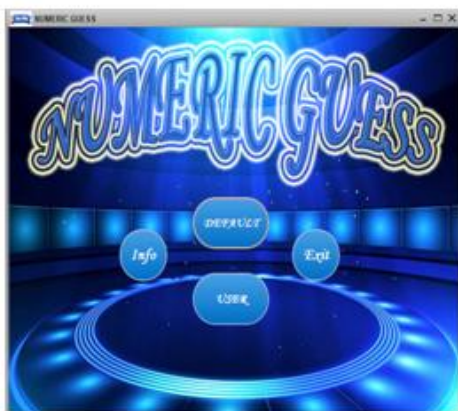 NUMERIC GUESS
NUMERIC GUESS
DEFAULT
Info
Exit
USER